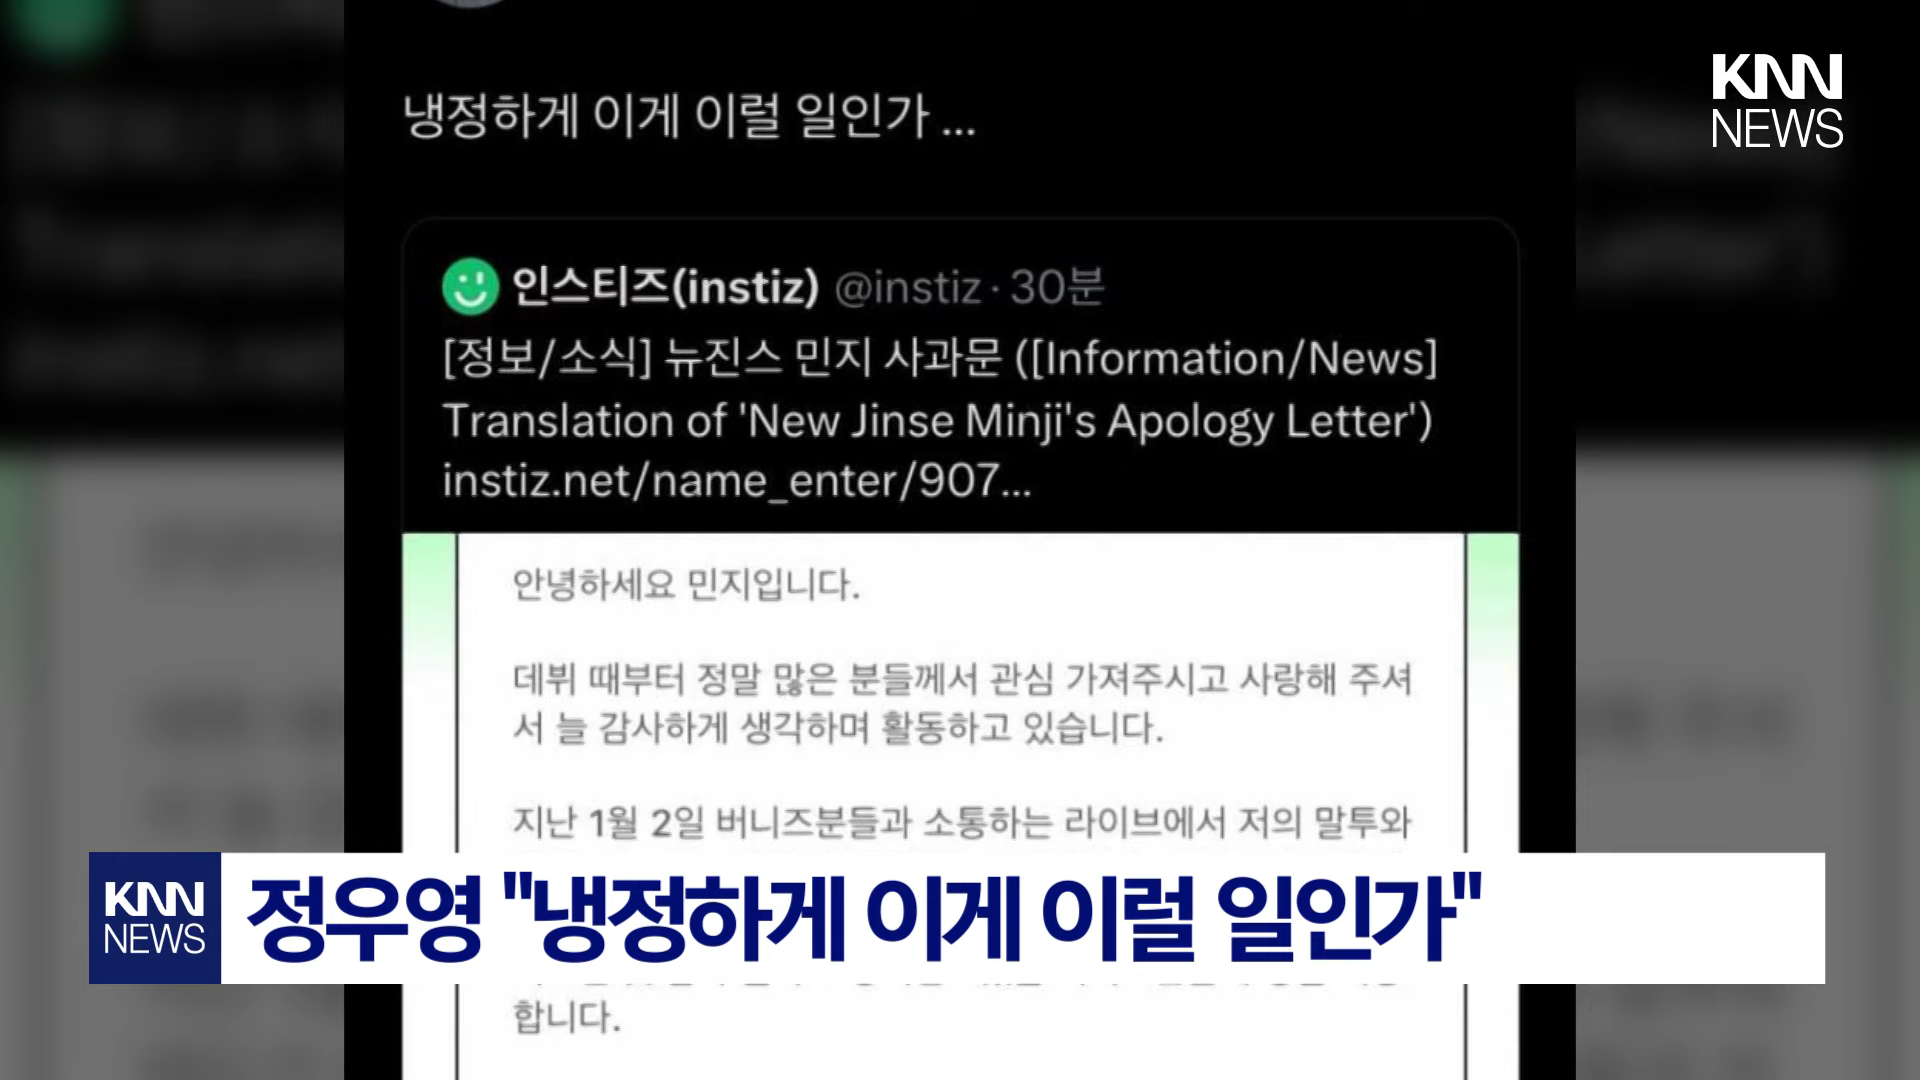 KNN
NEWS
냉정하게 이게 이럴 일인가 ...
인스티즈(instiz) @instiz · 30분
[정보/소식] 뉴진스 민지 사과문 ([Information/News]
Translation of 'New Jinse Minji's Apology Letter')
instiz.net/name_enter/907...
안녕하세요 민지입니다.
데뷔 때부터 정말 많은 분들께서 관심 가져주시고 사랑해 주셔
서 늘 감사하게 생각하며 활동하고 있습니다.
지난 1월 2일 버니즈분들과 소통하는 라이브에서 저의 말투와
KNN
NEWS
정우영 "냉정하게 이게 이럴 일인가"
합니다.